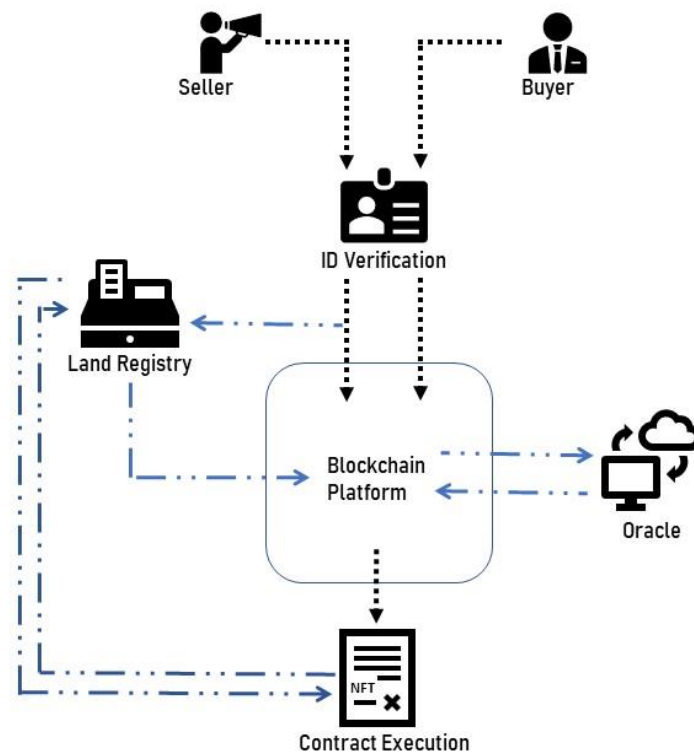 Seller
Buyer
ID Verification
Land Registry
Blockchain
Platform
Oracle
NFT
Contract Execution